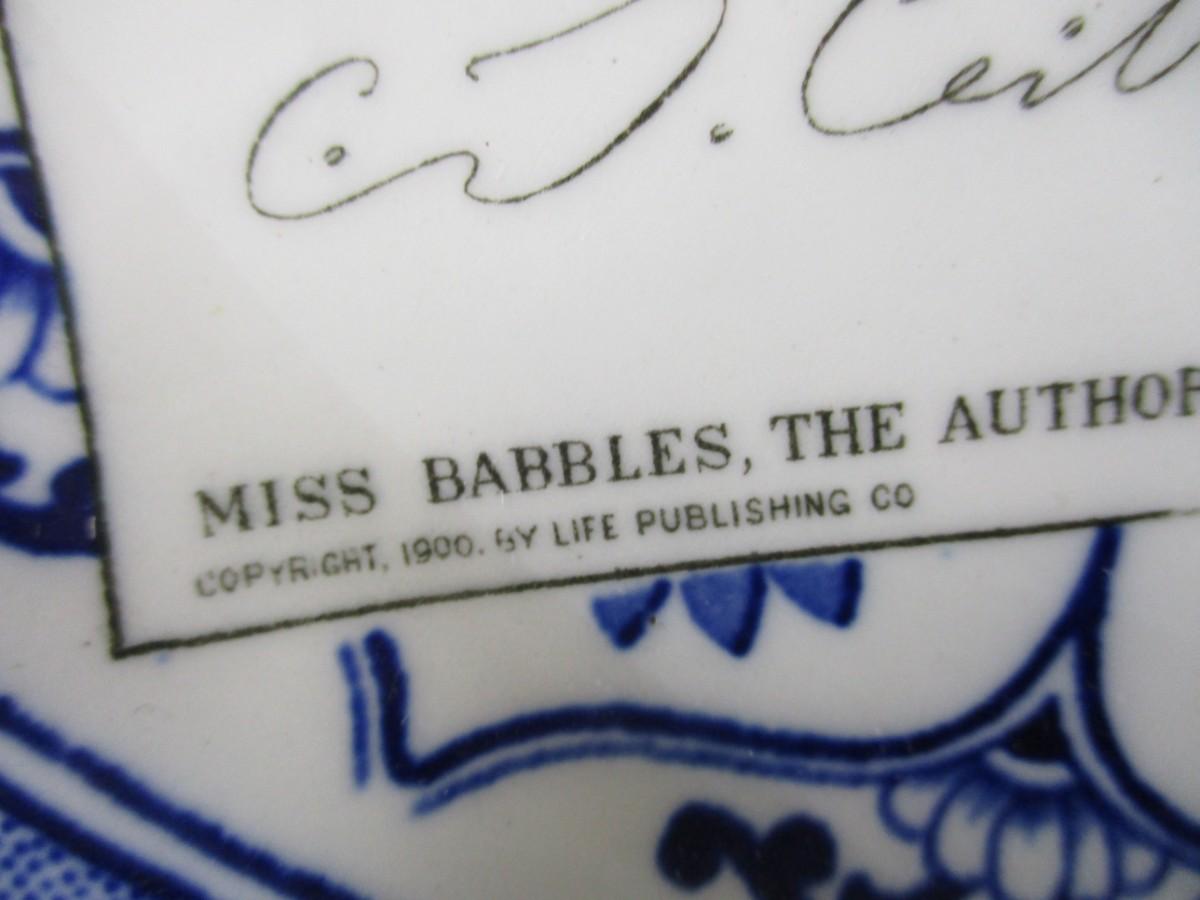 MISS BABBLES, THE AUTHOR
COPYRIGHT, 1900. BY LIFE PUBLISHING CO